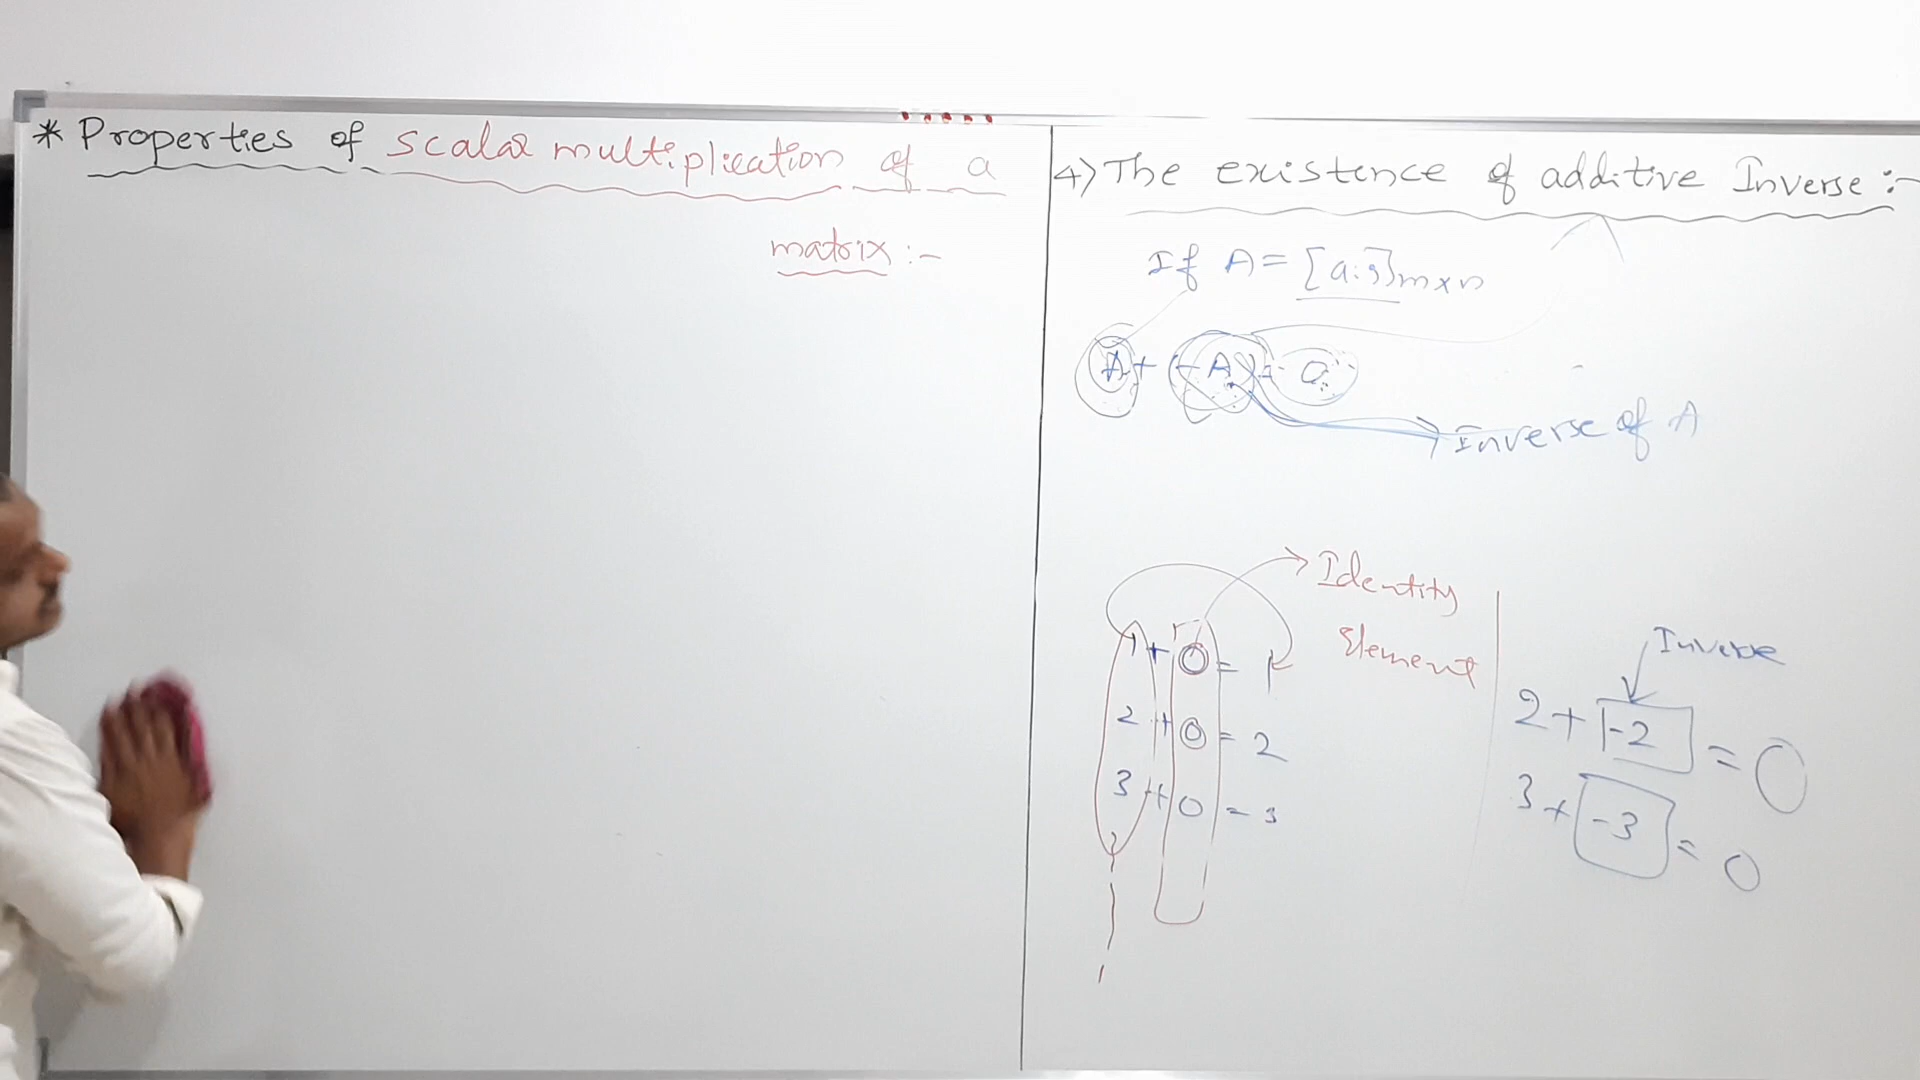 * Properties of scalar multiplication of a
matrix :-
4) The existence of additive Inverse :-
If A = [aij]m×n
A + (-A) = O
Inverse of A
Identity
Element
1 + 0 = 1
2 + 0 = 2
3 + 0 = 3
Inverse
2 + -2 = 0
3 + -3 = 0